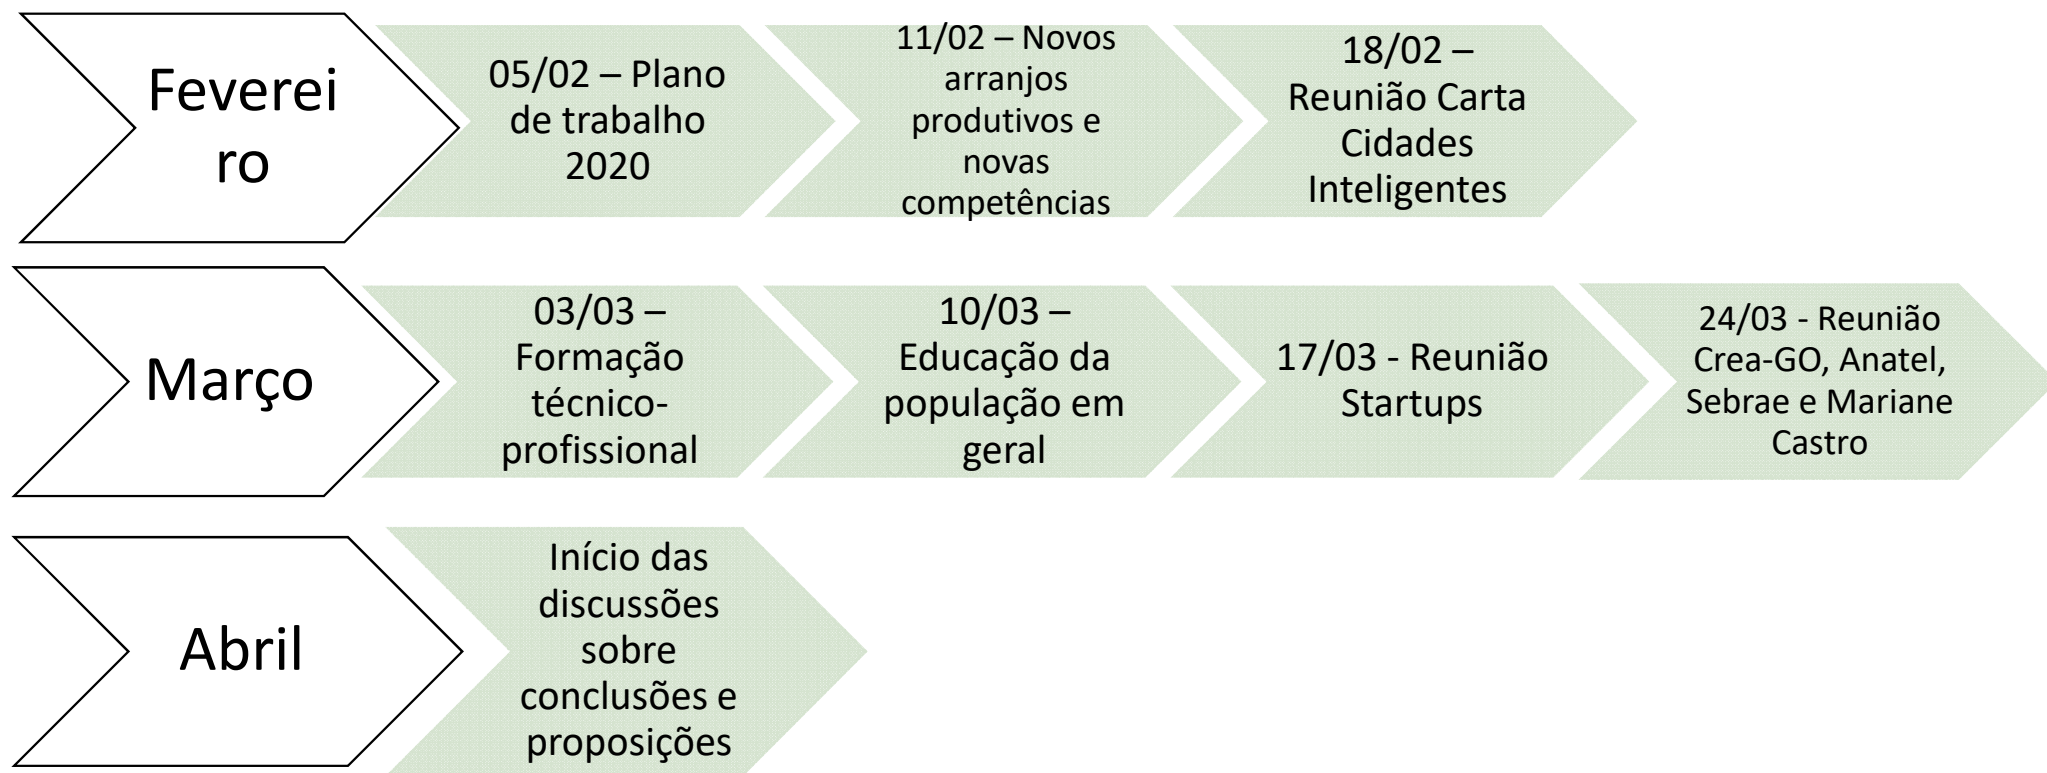 Feverei
ro
05/02 – Plano
de trabalho
2020
11/02 – Novos
arranjos
produtivos e
novas
competências
18/02 –
Reunião Carta
Cidades
Inteligentes
Março
03/03 –
Formação
técnico-
profissional
10/03 –
Educação da
população em
geral
17/03 - Reunião
Startups
24/03 - Reunião
Crea-GO, Anatel,
Sebrae e Mariane
Castro
Abril
Início das
discussões
sobre
conclusões e
proposições